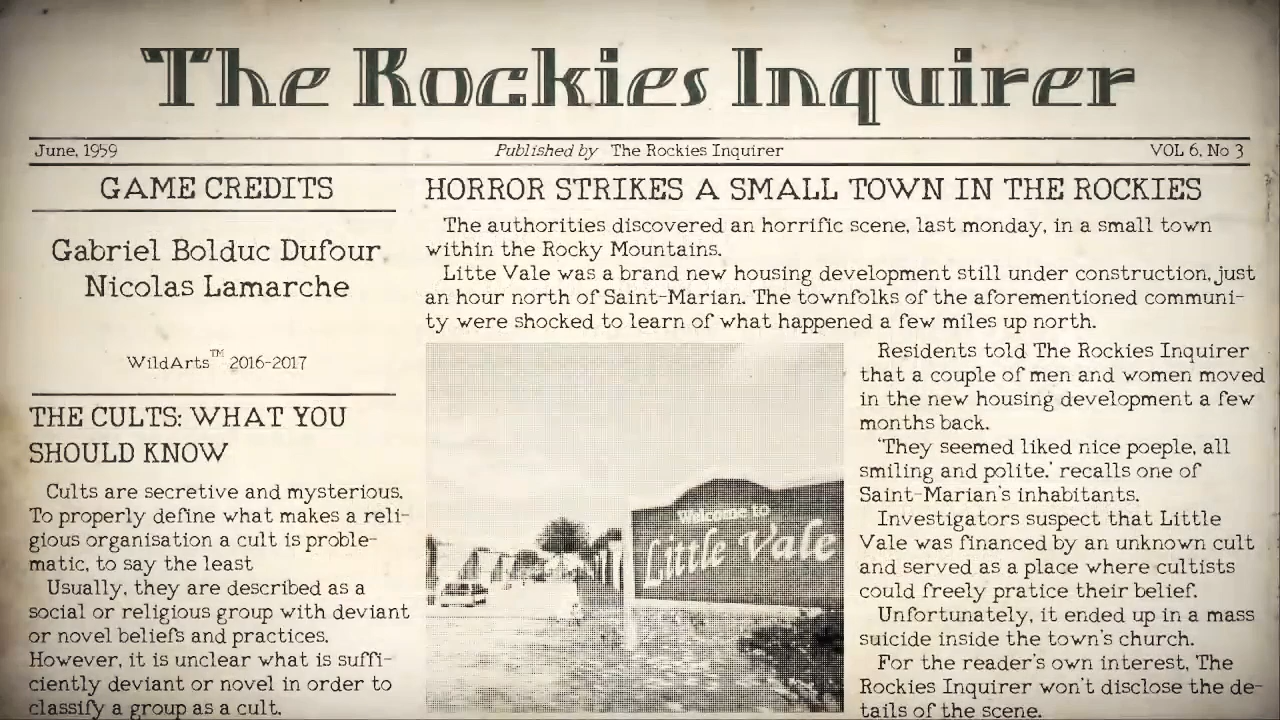 The Rockies Inquirer
June, 1959
Published by The Rockies Inquirer
VOL 6, No 3
GAME CREDITS
Gabriel Bolduc Dufour
Nicolas Lamarche
WildArts™ 2016-2017
THE CULTS: WHAT YOU
SHOULD KNOW
Cults are secretive and mysterious.
To properly define what makes a reli-
gious organisation a cult is proble-
matic, to say the least
Usually, they are described as a
social or religious group with deviant
or novel beliefs and practices.
However, it is unclear what is suffi-
ciently deviant or novel in order to
classify a group as a cult.
HORROR STRIKES A SMALL TOWN IN THE ROCKIES
The authorities discovered an horrific scene, last monday, in a small town
within the Rocky Mountains.
Litte Vale was a brand new housing development still under construction, just
an hour north of Saint-Marian. The townfolks of the aforementioned communi-
ty were shocked to learn of what happened a few miles up north.
Welcome to
Little Vale
Residents told The Rockies Inquirer
that a couple of men and women moved
in the new housing development a few
months back.
'They seemed liked nice poeple, all
smiling and polite.' recalls one of
Saint-Marian's inhabitants.
Investigators suspect that Little
Vale was financed by an unknown cult
and served as a place where cultists
could freely pratice their belief.
Unfortunately, it ended up in a mass
suicide inside the town's church.
For the reader's own interest, The
Rockies Inquirer won't disclose the de-
tails of the scene.